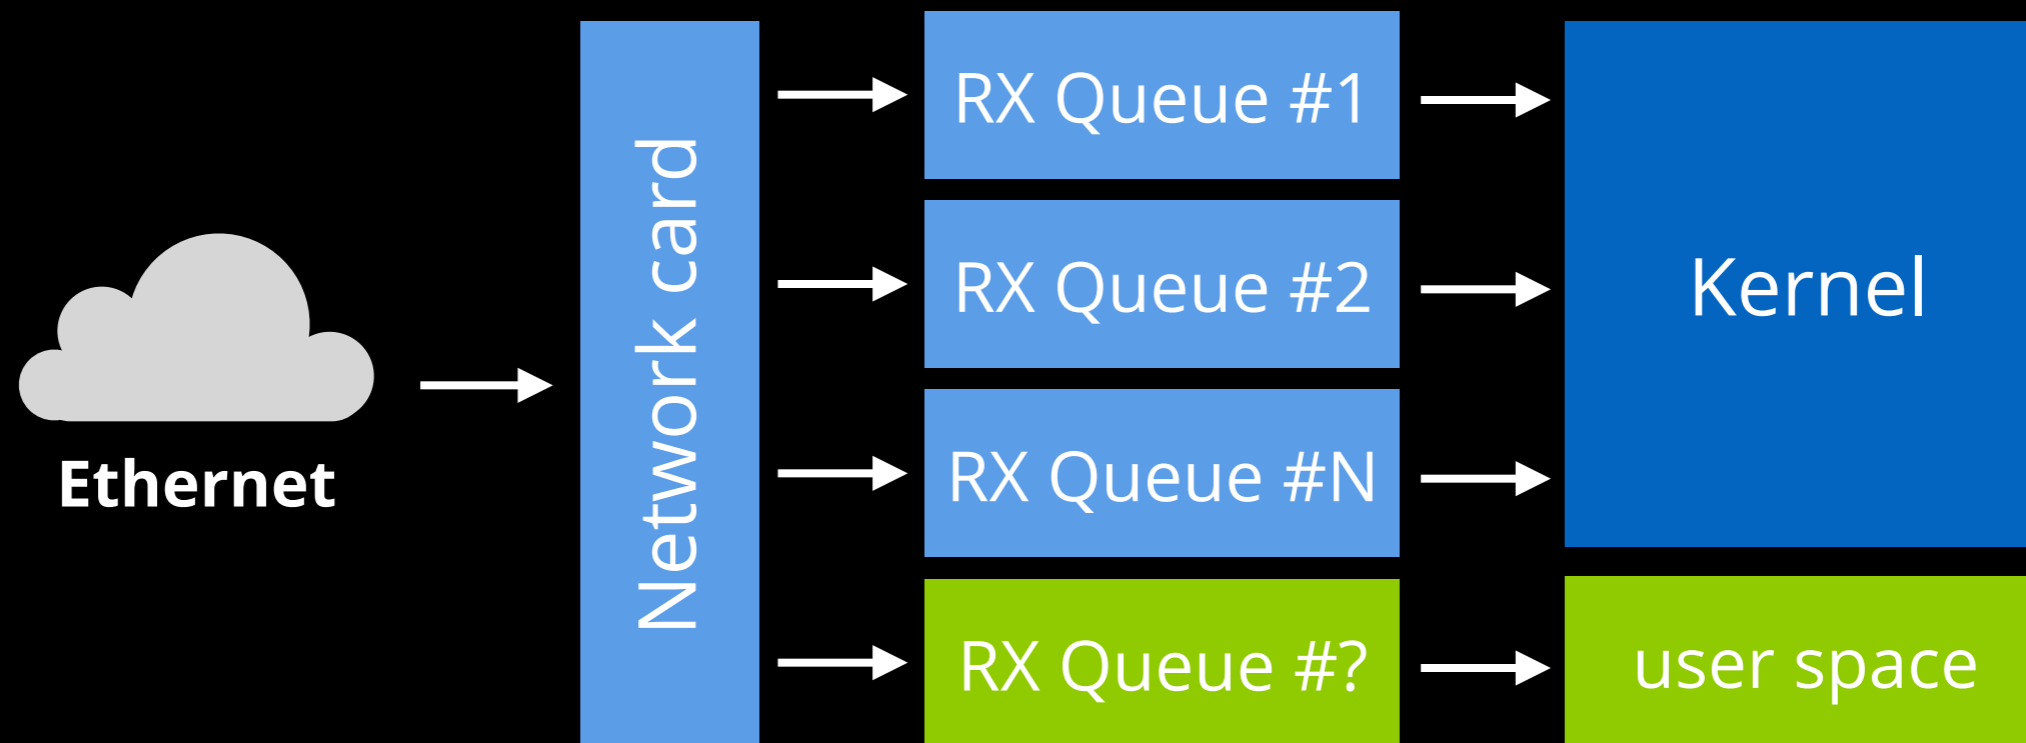 Ethernet
Network card
RX Queue #1
RX Queue #2
RX Queue #N
RX Queue #?
Kernel
user space